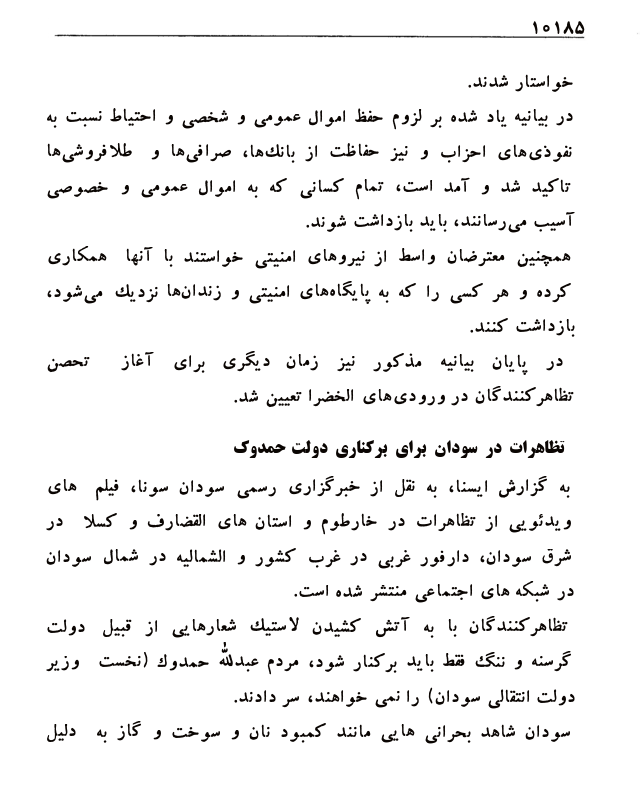 ۱۰۱۸۵
خواستار شدند.
در بیانیه یاد شده بر لزوم حفظ اموال عمومی و شخصی و احتیاط نسبت به
نفوذی‌های احزاب و نیز حفاظت از بانک‌ها، صرافی‌ها و طلافروشی‌ها
تاکید شد و آمد است، تمام کسانی که به اموال عمومی و خصوصی
آسیب می‌رسانند، باید بازداشت شوند.
همچنین معترضان واسط از نیروهای امنیتی خواستند با آنها همکاری
کرده و هر کسی را که به پایگاه‌های امنیتی و زندان‌ها نزدیك می‌شود،
بازداشت کنند.
در پایان بیانیه مذکور نیز زمان دیگری برای آغاز تحصن
تظاهرکنندگان در ورودی‌های الخضرا تعیین شد.
تظاهرات در سودان برای برکناری دولت حمدوک
به گزارش ایسنا، به نقل از خبرگزاری رسمی سودان سونا، فیلم های
ویدئویی از تظاهرات در خارطوم و استان های القضارف و کسلا در
شرق سودان، دارفور غربی در غرب کشور و الشمالیه در شمال سودان
در شبکه های اجتماعی منتشر شده است.
تظاهرکنندگان با به آتش کشیدن لاستیك شعارهایی از قبیل دولت
گرسنه و ننگ فقط باید برکنار شود، مردم عبدالله حمدوك (نخست وزیر
دولت انتقالی سودان) را نمی خواهند، سر دادند.
سودان شاهد بحرانی هایی مانند کمبود نان و سوخت و گاز به دلیل